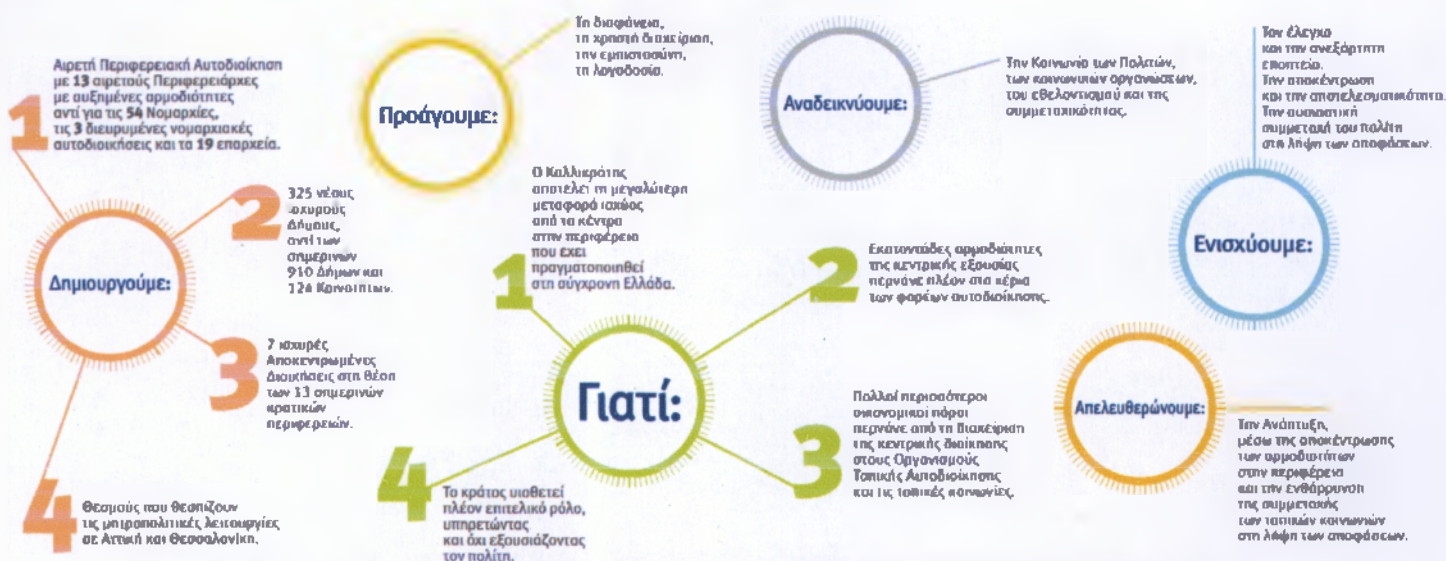 1
Αιρετή Περιφερειακή Αυτοδιοίκηση
με 13 αιρετούς Περιφερειάρχες
με αυξημένες αρμοδιότητες
αντί για τις 54 Νομαρχίες,
τις 3 διευρυμένες νομαρχιακές
αυτοδιοικήσεις και τα 19 επαρχεία.
Δημιουργούμε:
2
325 νέους
ισχυρούς
Δήμους,
αντί των
σημερινών
910 Δήμων και
124 Κοινοτήτων.
3
7 ισχυρές
Αποκεντρωμένες
Διοικήσεις στη θέση
των 13 σημερινών
κρατικών
περιφερειών.
4
Θεσμούς που θεσπίζουν
τις μητροπολιτικές λειτουργίες
σε Αττική και Θεσσαλονίκη.
Προάγουμε:
Τη διαφάνεια,
τη χρηστή διαχείριση,
την εμπιστοσύνη,
τη λογοδοσία.
Γιατί:
1
Ο Καλλικράτης
αποτελεί τη μεγαλύτερη
μεταφορά ισχύος
από τα κέντρα
στην περιφέρεια
που έχει
πραγματοποιηθεί
στη σύγχρονη Ελλάδα.
2
Εκατοντάδες αρμοδιότητες
της κεντρικής εξουσίας
περνάνε πλέον στα χέρια
των φορέων αυτοδιοίκησης.
3
Πολλοί περισσότεροι
οικονομικοί πόροι
περνάνε από τη διαχείριση
της κεντρικής διοίκησης
στους Οργανισμούς
Τοπικής Αυτοδιοίκησης
και τις τοπικές κοινωνίες.
4
Το κράτος υιοθετεί
πλέον επιτελικό ρόλο,
υπηρετώντας
και όχι εξουσιάζοντας
τον πολίτη.
Αναδεικνύουμε:
Την Κοινωνία των Πολιτών,
των κοινωνικών οργανώσεων,
του εθελοντισμού και της
συμμετοχικότητας.
Ενισχύουμε:
Τον έλεγχο
και την ανεξάρτητη
εποπτεία.
Την αποκέντρωση
και την αποτελεσματικότητα.
Την ουσιαστική
συμμετοχή του πολίτη
στη λήψη των αποφάσεων.
Απελευθερώνουμε:
Την Ανάπτυξη,
μέσω της αποκέντρωσης
των αρμοδιοτήτων
στην περιφέρεια
και την ενθάρρυνση
της συμμετοχής
των τοπικών κοινωνιών
στη λήψη των αποφάσεων.